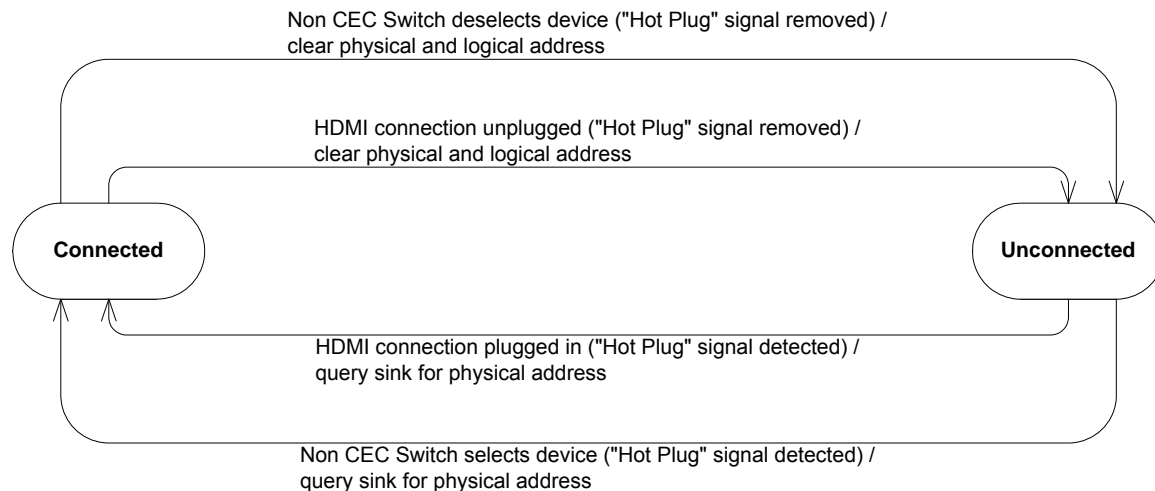 Non CEC Switch deselects device ("Hot Plug" signal removed) /
clear physical and logical address
HDMI connection unplugged ("Hot Plug" signal removed) /
clear physical and logical address
Connected
Unconnected
HDMI connection plugged in ("Hot Plug" signal detected) /
query sink for physical address
Non CEC Switch selects device ("Hot Plug" signal detected) /
query sink for physical address